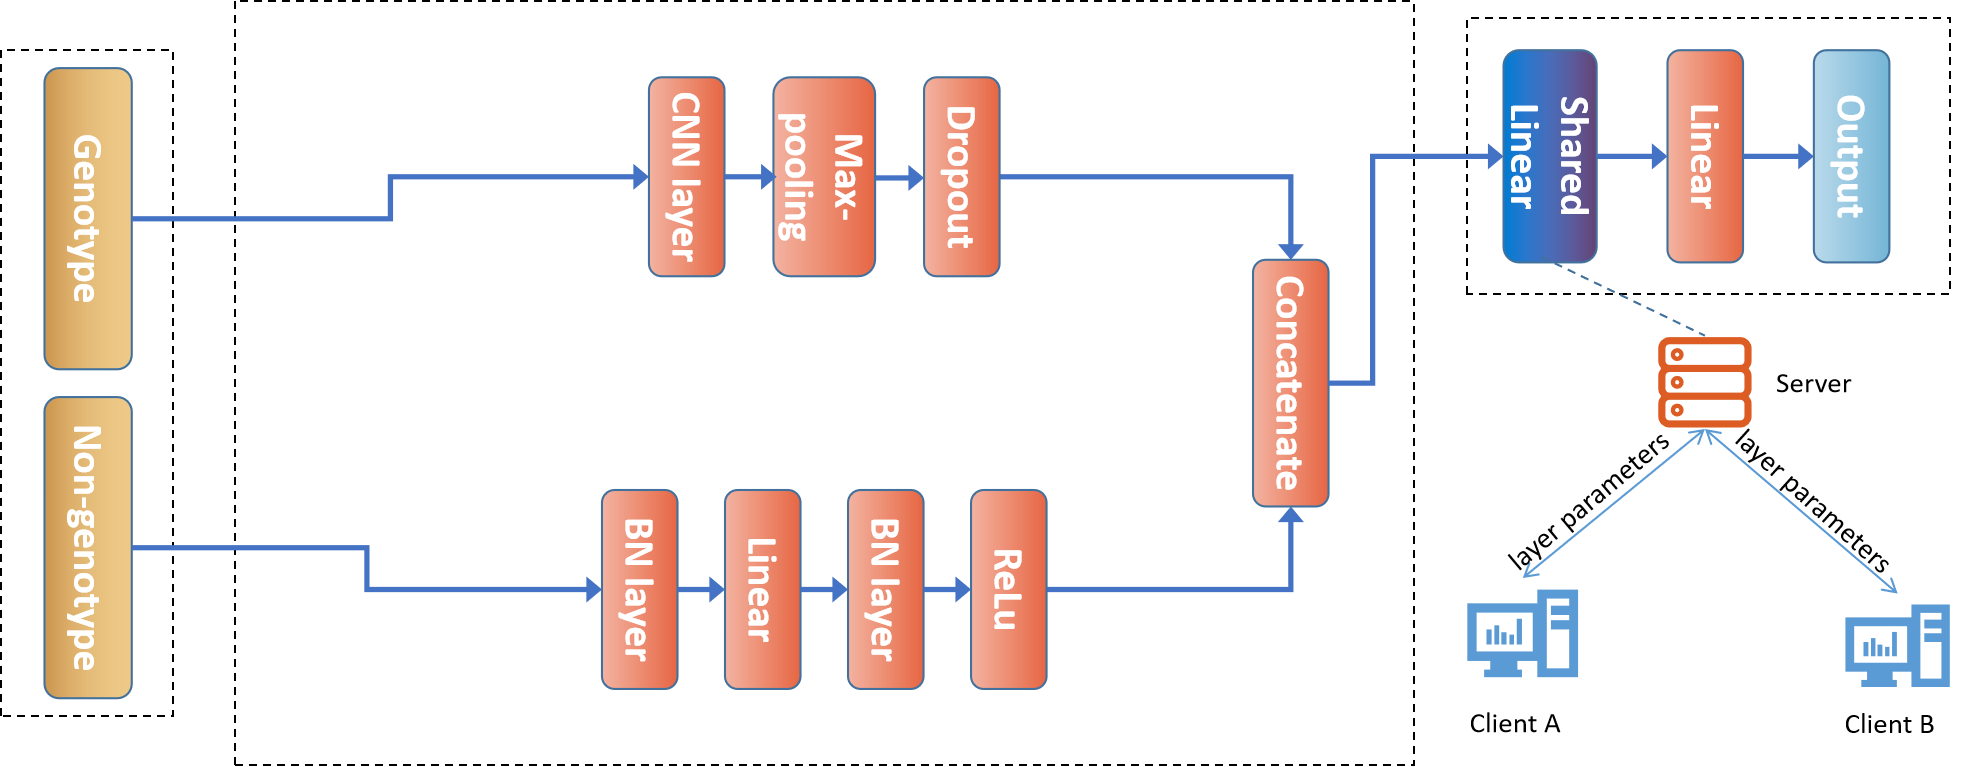 Genotype
Non-genotype
CNN layer
Max-
pooling
Dropout
BN layer
Linear
BN layer
ReLu
Concatenate
Shared
Linear
Linear
Output
Server
layer parameters
layer parameters
Client A
Client B